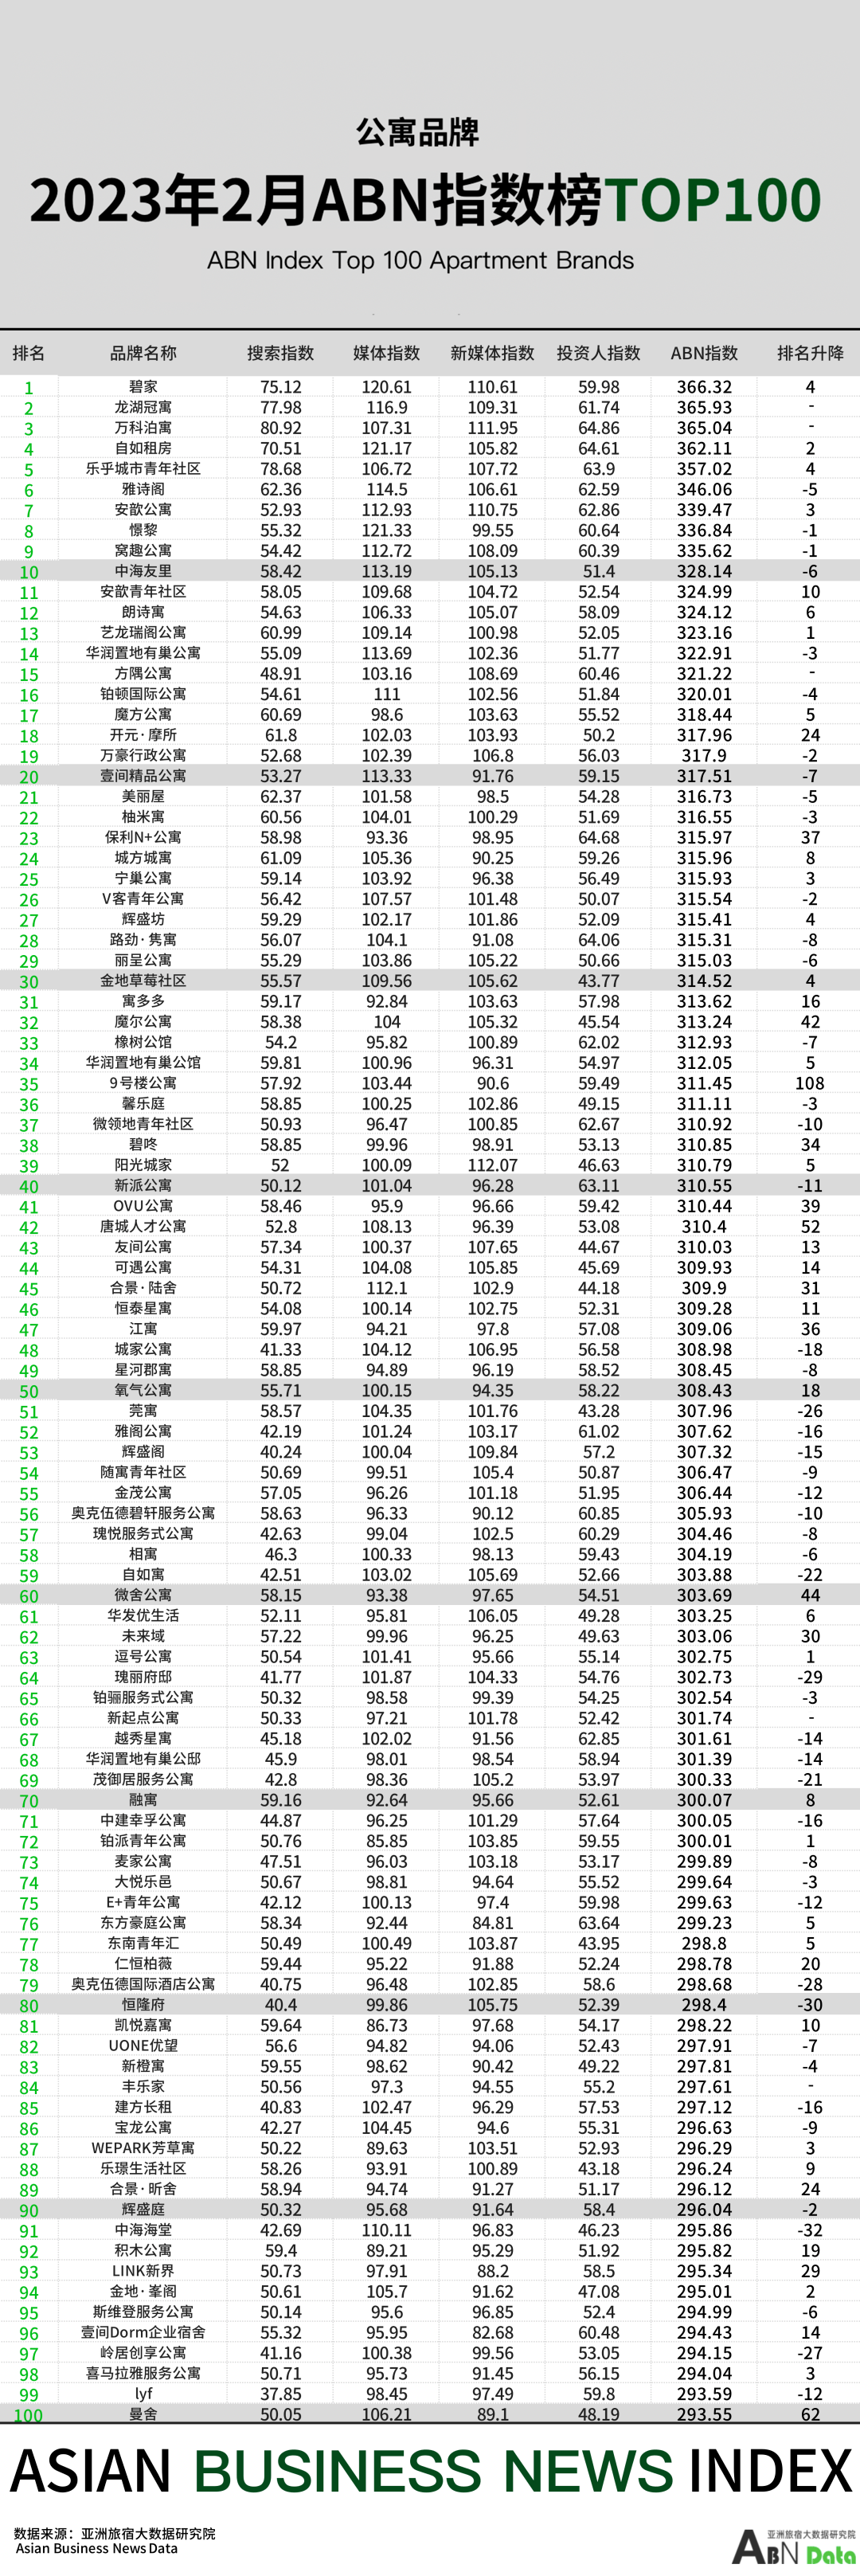 公寓品牌
2023年2月ABN指数榜TOP100
ABN Index Top 100 Apartment Brands
排名 品牌名称 搜索指数 媒体指数 新媒体指数 投资人指数 ABN指数 排名升降
1 碧家 75.12 120.61 110.61 59.98 366.32 4
2 龙湖冠寓 77.98 116.9 109.31 61.74 365.93 -
3 万科泊寓 80.92 107.31 111.95 64.86 365.04 -
4 自如租房 70.51 121.17 105.82 64.61 362.11 2
5 乐乎城市青年社区 78.68 106.72 107.72 63.9 357.02 4
6 雅诗阁 62.36 114.5 106.61 62.59 346.06 -5
7 安歆公寓 52.93 112.93 110.75 62.86 339.47 3
8 憬黎 55.32 121.33 99.55 60.64 336.84 -1
9 窝趣公寓 54.42 112.72 108.09 60.39 335.62 -1
10 中海友里 58.42 113.19 105.13 51.4 328.14 -6
11 安歆青年社区 58.05 109.68 104.72 52.54 324.99 10
12 朗诗寓 54.63 106.33 105.07 58.09 324.12 6
13 艺龙瑞阁公寓 60.99 109.14 100.98 52.05 323.16 1
14 华润置地有巢公寓 55.09 113.69 102.36 51.77 322.91 -3
15 方隅公寓 48.91 103.16 108.69 60.46 321.22 -
16 铂顿国际公寓 54.61 111 102.56 51.84 320.01 -4
17 魔方公寓 60.69 98.6 103.63 55.52 318.44 5
18 开元·摩所 61.8 102.03 103.93 50.2 317.96 24
19 万豪行政公寓 52.68 102.39 106.8 56.03 317.9 -2
20 壹间精品公寓 53.27 113.33 91.76 59.15 317.51 -7
21 美丽屋 62.37 101.58 98.5 54.28 316.73 -5
22 柚米寓 60.56 104.01 100.29 51.69 316.55 -3
23 保利N+公寓 58.98 93.36 98.95 64.68 315.97 37
24 城方城寓 61.09 105.36 90.25 59.26 315.96 8
25 宁巢公寓 59.14 103.92 96.38 56.49 315.93 3
26 V客青年公寓 56.42 107.57 101.48 50.07 315.54 -2
27 辉盛坊 59.29 102.17 101.86 52.09 315.41 4
28 路劲·隽寓 56.07 104.1 91.08 64.06 315.31 -8
29 丽呈公寓 55.29 103.86 105.22 50.66 315.03 -6
30 金地草莓社区 55.57 109.56 105.62 43.77 314.52 4
31 寓多多 59.17 92.84 103.63 57.98 313.62 16
32 魔尔公寓 58.38 104 105.32 45.54 313.24 42
33 橡树公馆 54.2 95.82 100.89 62.02 312.93 -7
34 华润置地有巢公馆 59.81 100.96 96.31 54.97 312.05 5
35 9号楼公寓 57.92 103.44 90.6 59.49 311.45 108
36 馨乐庭 58.85 100.25 102.86 49.15 311.11 -3
37 微领地青年社区 50.93 96.47 100.85 62.67 310.92 -10
38 碧咚 58.85 99.96 98.91 53.13 310.85 34
39 阳光城家 52 100.09 112.07 46.63 310.79 5
40 新派公寓 50.12 101.04 96.28 63.11 310.55 -11
41 OVU公寓 58.46 95.9 96.66 59.42 310.44 39
42 唐城人才公寓 52.8 108.13 96.39 53.08 310.4 52
43 友间公寓 57.34 100.37 107.65 44.67 310.03 13
44 可遇公寓 54.31 104.08 105.85 45.69 309.93 14
45 合景·陆舍 50.72 112.1 102.9 44.18 309.9 31
46 恒泰星寓 54.08 100.14 102.75 52.31 309.28 11
47 江寓 59.97 94.21 97.8 57.08 309.06 36
48 城家公寓 41.33 104.12 106.95 56.58 308.98 -18
49 星河郡寓 58.85 94.89 96.19 58.52 308.45 -8
50 氧气公寓 55.71 100.15 94.35 58.22 308.43 18
51 莞寓 58.57 104.35 101.76 43.28 307.96 -26
52 雅阁公寓 42.19 101.24 103.17 61.02 307.62 -16
53 辉盛阁 40.24 100.04 109.84 57.2 307.32 -15
54 随寓青年社区 50.69 99.51 105.4 50.87 306.47 -9
55 金茂公寓 57.05 96.26 101.18 51.95 306.44 -12
56 奥克伍德碧轩服务公寓 58.63 96.33 90.12 60.85 305.93 -10
57 瑰悦服务式公寓 42.63 99.04 102.5 60.29 304.46 -8
58 相寓 46.3 100.33 98.13 59.43 304.19 -6
59 自如寓 42.51 103.02 105.69 52.66 303.88 -22
60 微舍公寓 58.15 93.38 97.65 54.51 303.69 44
61 华发优生活 52.11 95.81 106.05 49.28 303.25 6
62 未来域 57.22 99.96 96.25 49.63 303.06 30
63 逗号公寓 50.54 101.41 95.66 55.14 302.75 1
64 瑰丽府邸 41.77 101.87 104.33 54.76 302.73 -29
65 铂骊服务式公寓 50.32 98.58 99.39 54.25 302.54 -3
66 新起点公寓 50.33 97.21 101.78 52.42 301.74 -
67 越秀星寓 45.18 102.02 91.56 62.85 301.61 -14
68 华润置地有巢公邸 45.9 98.01 98.54 58.94 301.39 -14
69 茂御居服务公寓 42.8 98.36 105.2 53.97 300.33 -21
70 融寓 59.16 92.64 95.66 52.61 300.07 8
71 中建幸孚公寓 44.87 96.25 101.29 57.64 300.05 -16
72 铂派青年公寓 50.76 85.85 103.85 59.55 300.01 1
73 麦家公寓 47.51 96.03 103.18 53.17 299.89 -8
74 大悦乐邑 50.67 98.81 94.64 55.52 299.64 -3
75 E+青年公寓 42.12 100.13 97.4 59.98 299.63 -12
76 东方豪庭公寓 58.34 92.44 84.81 63.64 299.23 5
77 东南青年汇 50.49 100.49 103.87 43.95 298.8 5
78 仁恒柏薇 59.44 95.22 91.88 52.24 298.78 20
79 奥克伍德国际酒店公寓 40.75 96.48 102.85 58.6 298.68 -28
80 恒隆府 40.4 99.86 105.75 52.39 298.4 -30
81 凯悦嘉寓 59.64 86.73 97.68 54.17 298.22 10
82 UONE优望 56.6 94.82 94.06 52.43 297.91 -7
83 新橙寓 59.55 98.62 90.42 49.22 297.81 -4
84 丰乐家 50.56 97.3 94.55 55.2 297.61 -
85 建方长租 40.83 102.47 96.29 57.53 297.12 -16
86 宝龙公寓 42.27 104.45 94.6 55.31 296.63 -9
87 WEPARK芳草寓 50.22 89.63 103.51 52.93 296.29 3
88 乐璟生活社区 58.26 93.91 100.89 43.18 296.24 9
89 合景·昕舍 58.94 94.74 91.27 51.17 296.12 24
90 辉盛庭 50.32 95.68 91.64 58.4 296.04 -2
91 中海海堂 42.69 110.11 96.83 46.23 295.86 -32
92 积木公寓 59.4 89.21 95.29 51.92 295.82 19
93 LINK新界 50.73 97.91 88.2 58.5 295.34 29
94 金地·峯阁 50.61 105.7 91.62 47.08 295.01 2
95 斯维登服务公寓 50.14 95.6 96.85 52.4 294.99 -6
96 壹间Dorm企业宿舍 55.32 95.95 82.68 60.48 294.43 14
97 岭居创享公寓 41.16 100.38 99.56 53.05 294.15 -27
98 喜马拉雅服务公寓 50.71 95.73 91.45 56.15 294.04 3
99 lyf 37.85 98.45 97.49 59.8 293.59 -12
100 曼舍 50.05 106.21 89.1 48.19 293.55 62
ASIAN BUSINESS NEWS INDEX
数据来源：亚洲旅宿大数据研究院
Asian Business News Data
亚洲旅宿大数据研究院
ABN Data